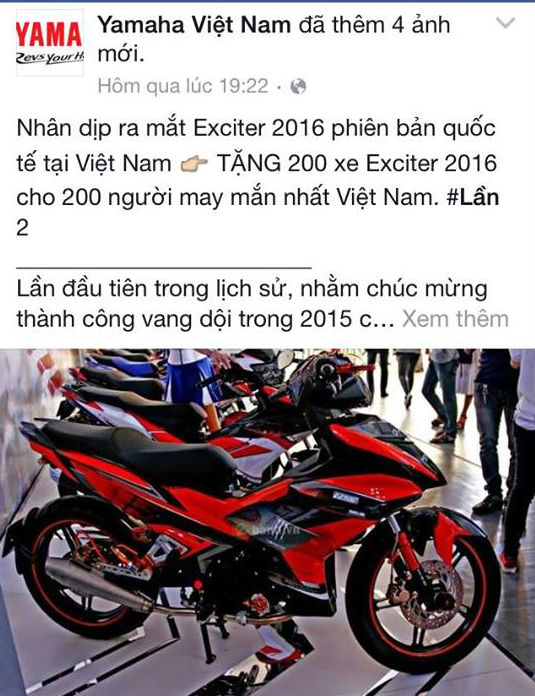 YAMA
Revs Your H
Yamaha Việt Nam đã thêm 4 ảnh
mới.
Hôm qua lúc 19:22 ·
Nhân dịp ra mắt Exciter 2016 phiên bản quốc
tế tại Việt Nam 👉 TẶNG 200 xe Exciter 2016
cho 200 người may mắn nhất Việt Nam. #Lần
2
Lần đầu tiên trong lịch sử, nhằm chúc mừng
thành công vang dội trong 2015 c... Xem thêm